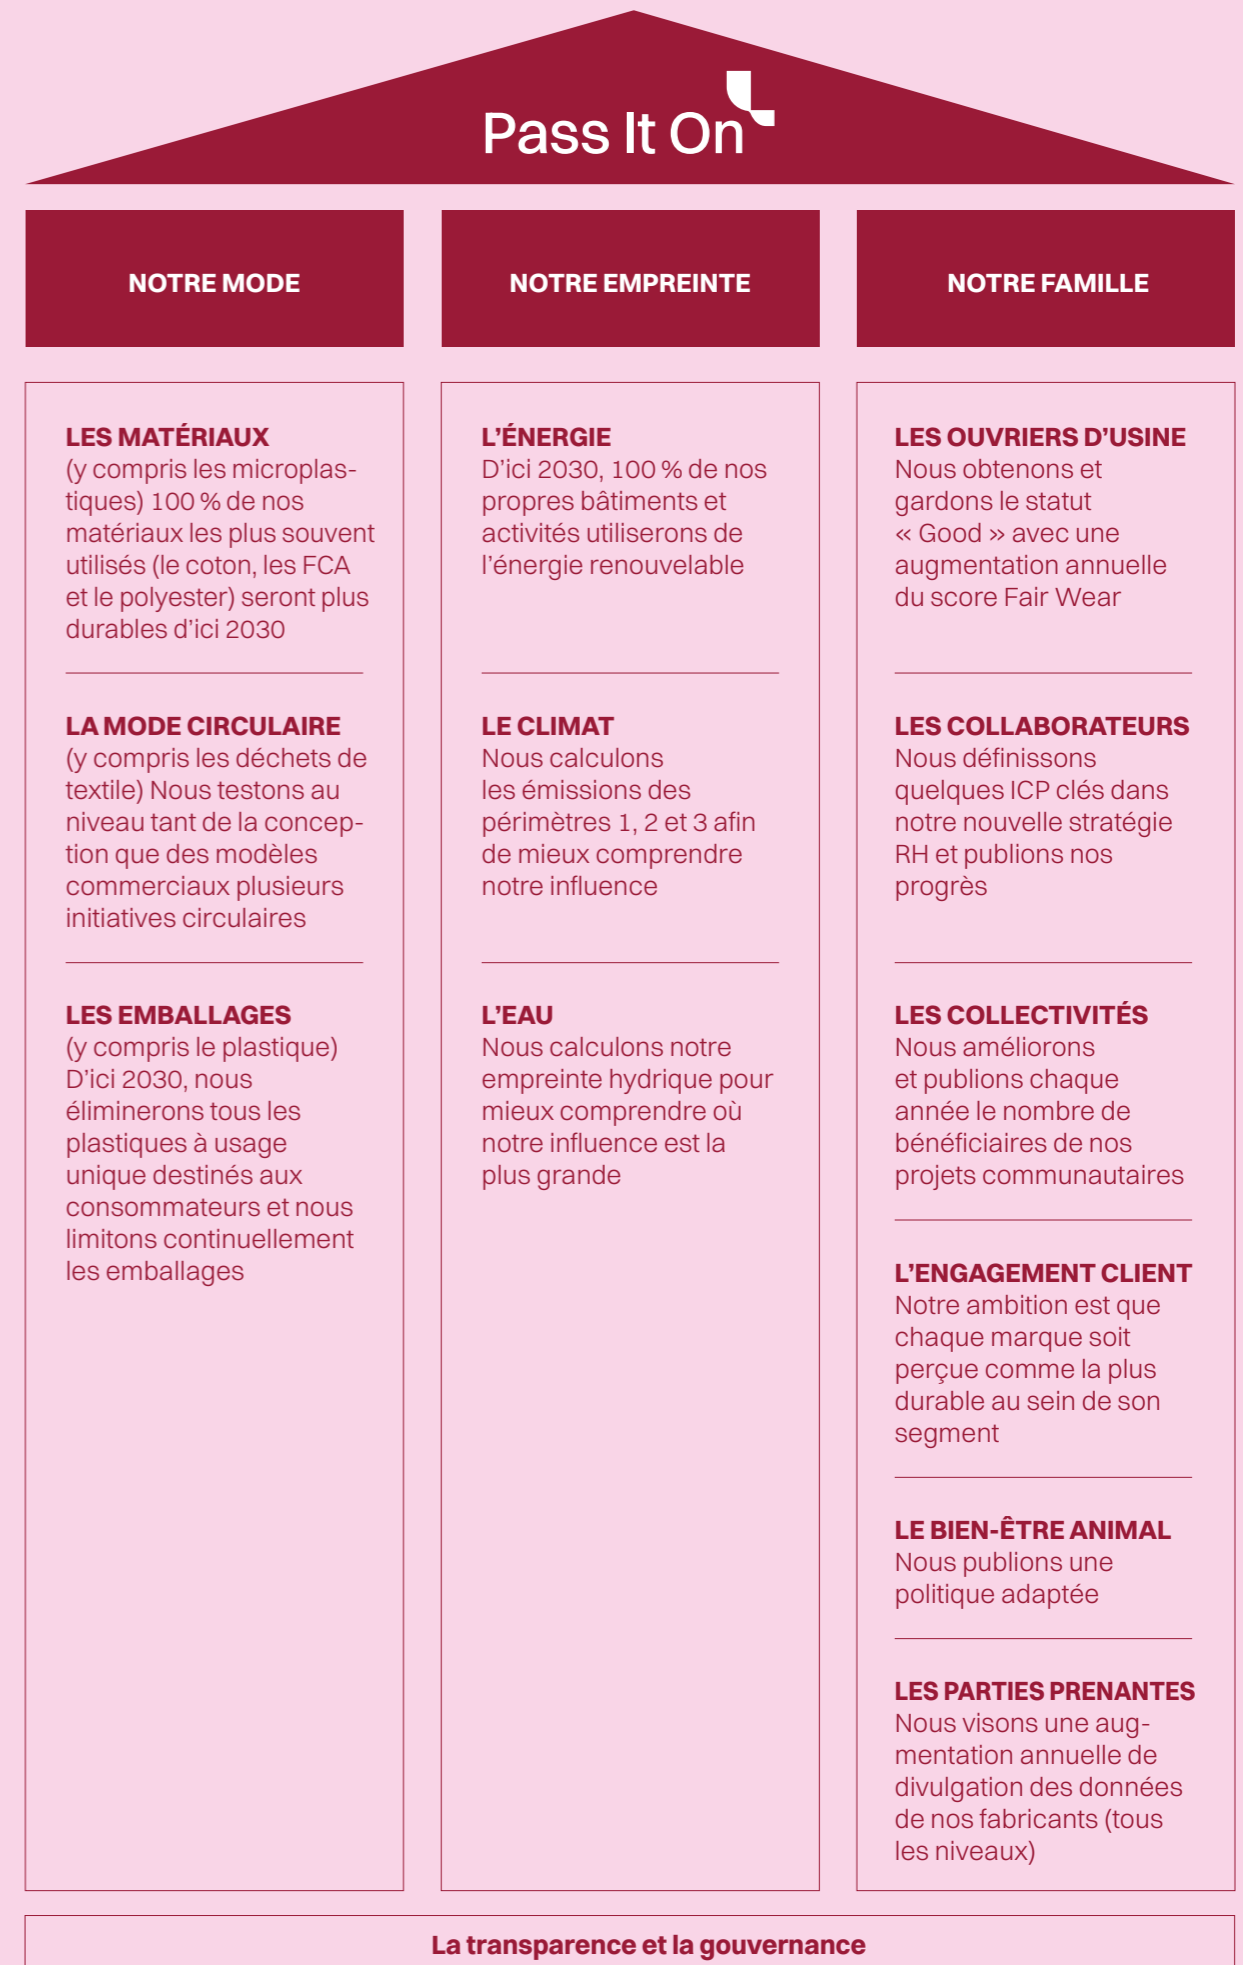 Pass It On
NOTRE MODE
LES MATÉRIAUX
(y compris les microplas-
tiques) 100 % de nos
matériaux les plus souvent
utilisés (le coton, les FCA
et le polyester) seront plus
durables d'ici 2030
LA MODE CIRCULAIRE
(y compris les déchets de
textile) Nous testons au
niveau tant de la concep-
tion que des modèles
commerciaux plusieurs
initiatives circulaires
LES EMBALLAGES
(y compris le plastique)
D'ici 2030, nous
éliminerons tous les
plastiques à usage
unique destinés aux
consommateurs et nous
limitons continuellement
les emballages
NOTRE EMPREINTE
L'ÉNERGIE
D'ici 2030, 100 % de nos
propres bâtiments et
activités utiliserons de
l'énergie renouvelable
LE CLIMAT
Nous calculons
les émissions des
périmètres 1, 2 et 3 afin
de mieux comprendre
notre influence
L'EAU
Nous calculons notre
empreinte hydrique pour
mieux comprendre où
notre influence est la
plus grande
NOTRE FAMILLE
LES OUVRIERS D'USINE
Nous obtenons et
gardons le statut
« Good » avec une
augmentation annuelle
du score Fair Wear
LES COLLABORATEURS
Nous définissons
quelques ICP clés dans
notre nouvelle stratégie
RH et publions nos
progrès
LES COLLECTIVITÉS
Nous améliorons
et publions chaque
année le nombre de
bénéficiaires de nos
projets communautaires
L'ENGAGEMENT CLIENT
Notre ambition est que
chaque marque soit
perçue comme la plus
durable au sein de son
segment
LE BIEN-ÊTRE ANIMAL
Nous publions une
politique adaptée
LES PARTIES PRENANTES
Nous visons une aug-
mentation annuelle de
divulgation des données
de nos fabricants (tous
les niveaux)
La transparence et la gouvernance